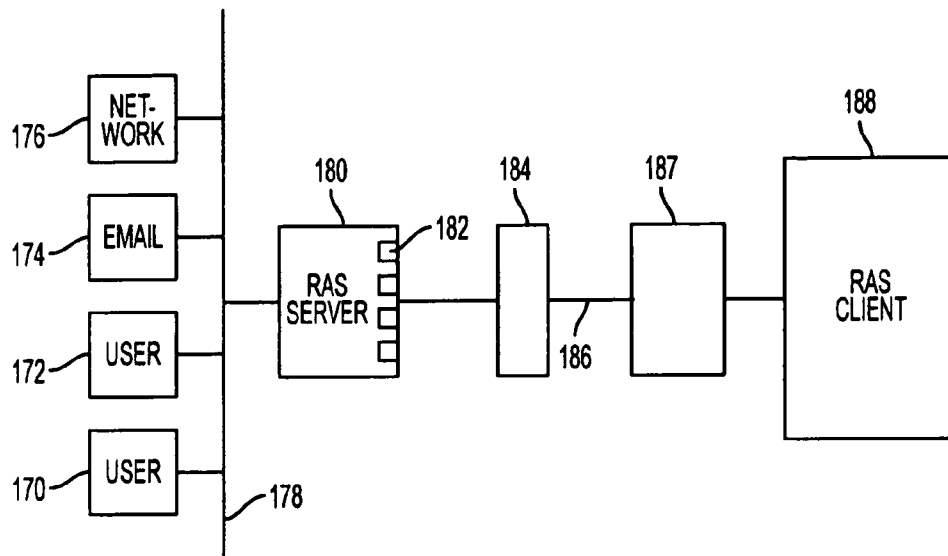 NET-
WORK
176
EMAIL
174
USER
172
USER
170
178
180
RAS
SERVER
182
184
186
187
188
RAS
CLIENT